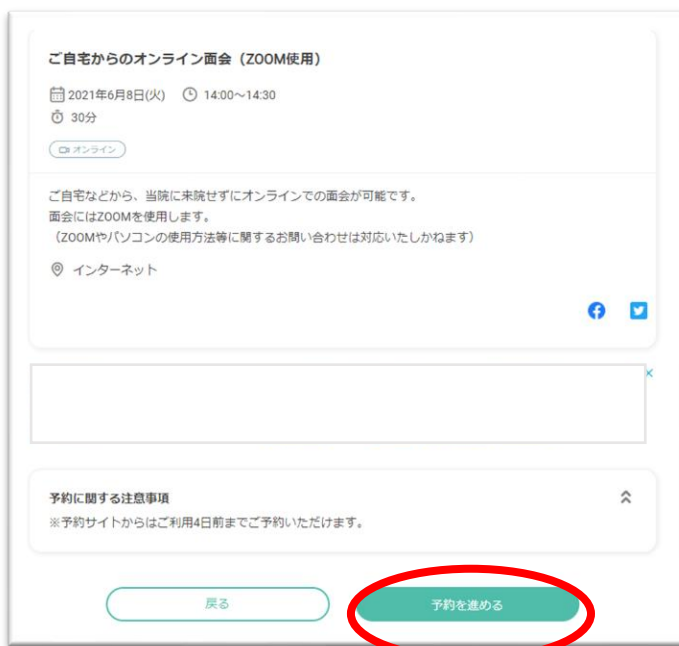 ご自宅からのオンライン面会（ZOOM使用）
2021年6月8日(火) 14:00～14:30
30分
オンライン
ご自宅などから、当院に来院せずにオンラインでの面会が可能です。
面会にはZOOMを使用します。
（ZOOMやパソコンの使用方法等に関するお問い合わせは対応いたしかねます）
インターネット
予約に関する注意事項
※予約サイトからはご利用4日前までご予約いただけます。
戻る
予約を進める